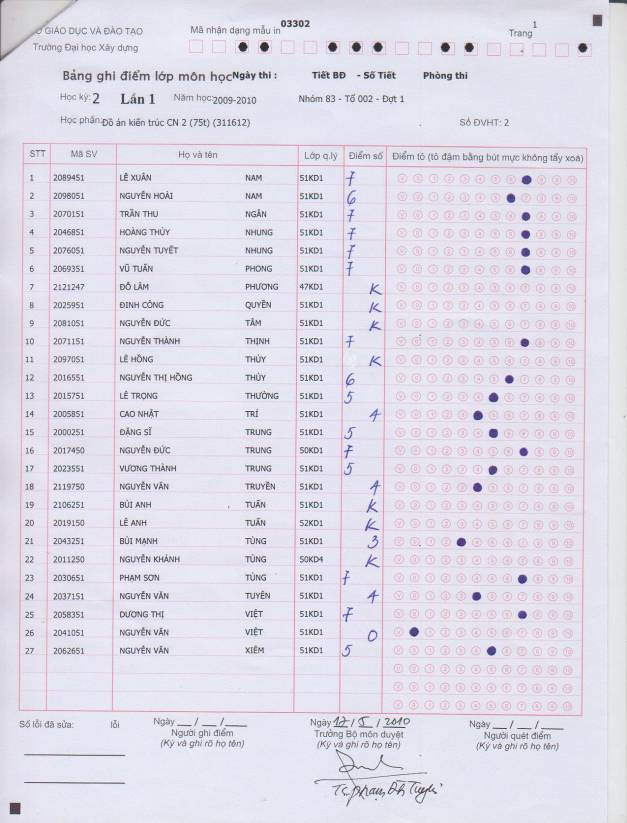 GIÁO DỤC VÀ ĐÀO TẠO
Trường Đại học Xây dựng
Mã nhận dạng mẫu in
03302
Trang
1
Bảng ghi điểm lớp môn học Ngày thi : Tiết BĐ - Số Tiết Phòng thi
Học kỳ: 2 Lần 1 Năm học: 2009-2010 Nhóm 83 - Tổ 002 - Đợt 1
Học phần: Đồ án kiến trúc CN 2 (75t) (311612) Số ĐVHT: 2
STT Mã SV Họ và tên Lớp q.lý Điểm số Điểm tô (tô đậm bằng bút mực không tẩy xoá)
1 2089451 LÊ XUÂN NAM 51KD1 7
2 2098051 NGUYỄN HOÀI NAM 51KD1 6
3 2070151 TRẦN THU NGÂN 51KD1 7
4 2046851 HOÀNG THÙY NHUNG 51KD1 7
5 2076051 NGUYỄN TUYẾT NHUNG 51KD1 7
6 2069351 VŨ TUẤN PHONG 51KD1 7
7 2121247 ĐỖ LÂM PHƯƠNG 47KD1 K
8 2025951 ĐINH CÔNG QUYỀN 51KD1 K
9 2081051 NGUYỄN ĐỨC TÂM 51KD1 K
10 2071151 NGUYỄN THÀNH THỊNH 51KD1 7
11 2097051 LÊ HỒNG THỦY 51KD1 K
12 2016551 NGUYỄN THỊ HỒNG THÚY 51KD1 6
13 2015751 LÊ TRỌNG THƯỜNG 51KD1 5
14 2005851 CAO NHẬT TRÍ 51KD1 4
15 2000251 ĐẶNG SĨ TRUNG 51KD1 5
16 2017450 NGUYỄN ĐỨC TRUNG 50KD1 7
17 2023551 VƯƠNG THÀNH TRUNG 51KD1 5
18 2119750 NGUYỄN VĂN TRUYỀN 51KD1 4
19 2106251 BÙI ANH TUẤN 51KD1 K
20 2019150 LÊ ANH TUẤN 52KD1 K
21 2043251 BÙI MẠNH TÙNG 51KD1 3
22 2011250 NGUYỄN KHÁNH TÙNG 50KD4 K
23 2030651 PHẠM SƠN TÙNG 51KD1 7
24 2037151 NGUYỄN VĂN TUYÊN 51KD1 4
25 2058351 DƯƠNG THỊ VIỆT 51KD1 7
26 2041051 NGUYỄN VĂN VIỆT 51KD1 0
27 2062651 NGUYỄN VĂN XIÊM 51KD1 5
Số lỗi đã sửa: lỗi Ngày __ / __ / ___ Ngày 17 / 5 / 2010 Ngày __ / __ / ___
Người ghi điểm Trưởng Bộ môn duyệt Người quét điểm
(Ký và ghi rõ họ tên) (Ký và ghi rõ họ tên) (Ký và ghi rõ họ tên)